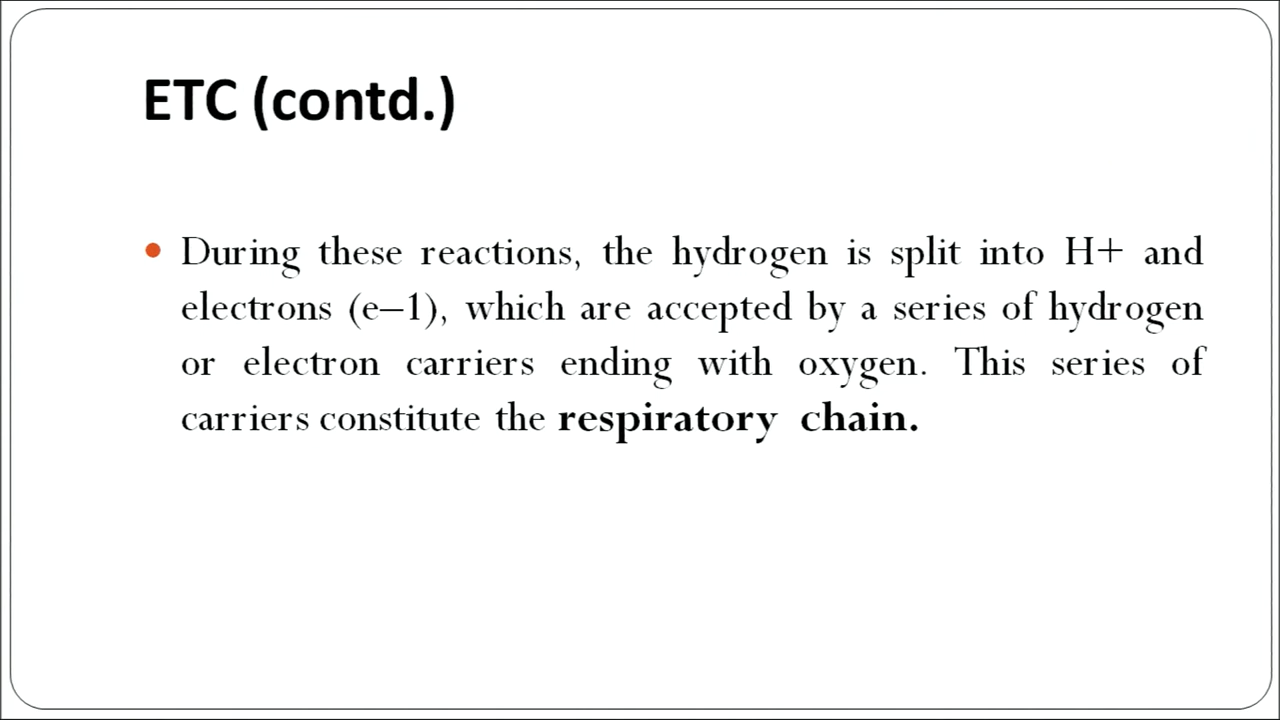 ETC (contd.)
• During these reactions, the hydrogen is split into H+ and
electrons (e–1), which are accepted by a series of hydrogen
or electron carriers ending with oxygen. This series of
carriers constitute the respiratory chain.